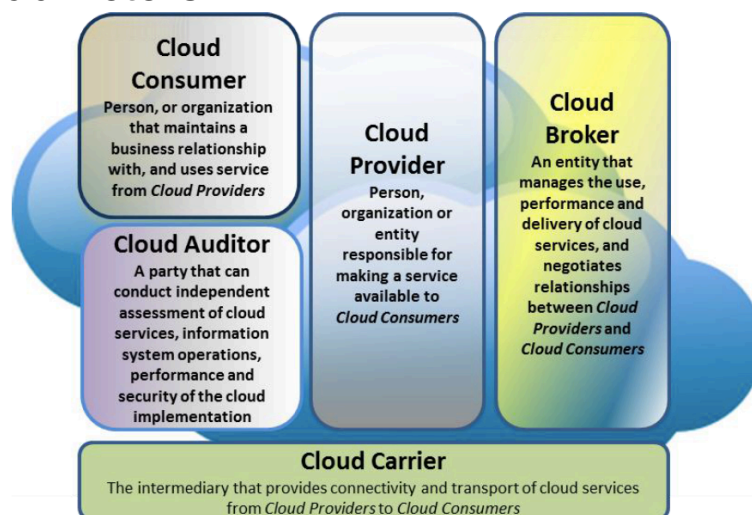 Cloud
Consumer
Person, or organization
that maintains a
business relationship
with, and uses service
from Cloud Providers
Cloud Auditor
A party that can
conduct independent
assessment of cloud
services, information
system operations,
performance and
security of the cloud
implementation
Cloud
Provider
Person,
organization or
entity
responsible for
making a service
available to
Cloud Consumers
Cloud
Broker
An entity that
manages the use,
performance and
delivery of cloud
services, and
negotiates
relationships
between Cloud
Providers and
Cloud Consumers
Cloud Carrier
The intermediary that provides connectivity and transport of cloud services
from Cloud Providers to Cloud Consumers